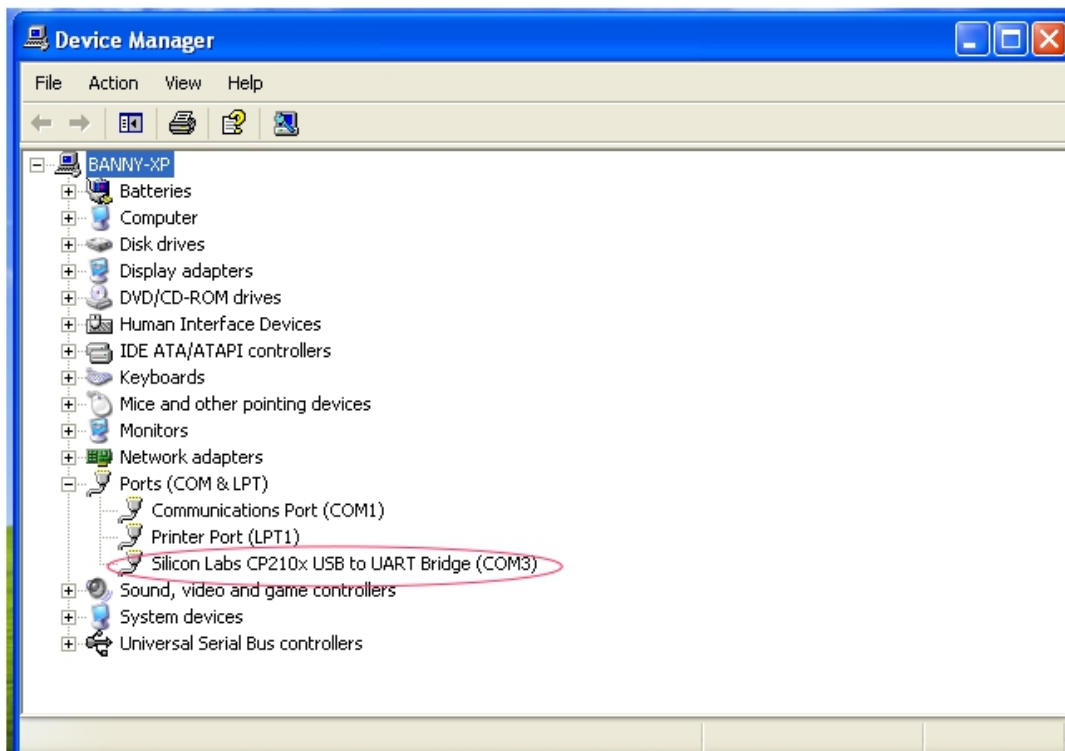 Device Manager
File Action View Help
BANNY-XP
Batteries
Computer
Disk drives
Display adapters
DVD/CD-ROM drives
Human Interface Devices
IDE ATA/ATAPI controllers
Keyboards
Mice and other pointing devices
Monitors
Network adapters
Ports (COM & LPT)
Communications Port (COM1)
Printer Port (LPT1)
Silicon Labs CP210x USB to UART Bridge (COM3)
Sound, video and game controllers
System devices
Universal Serial Bus controllers